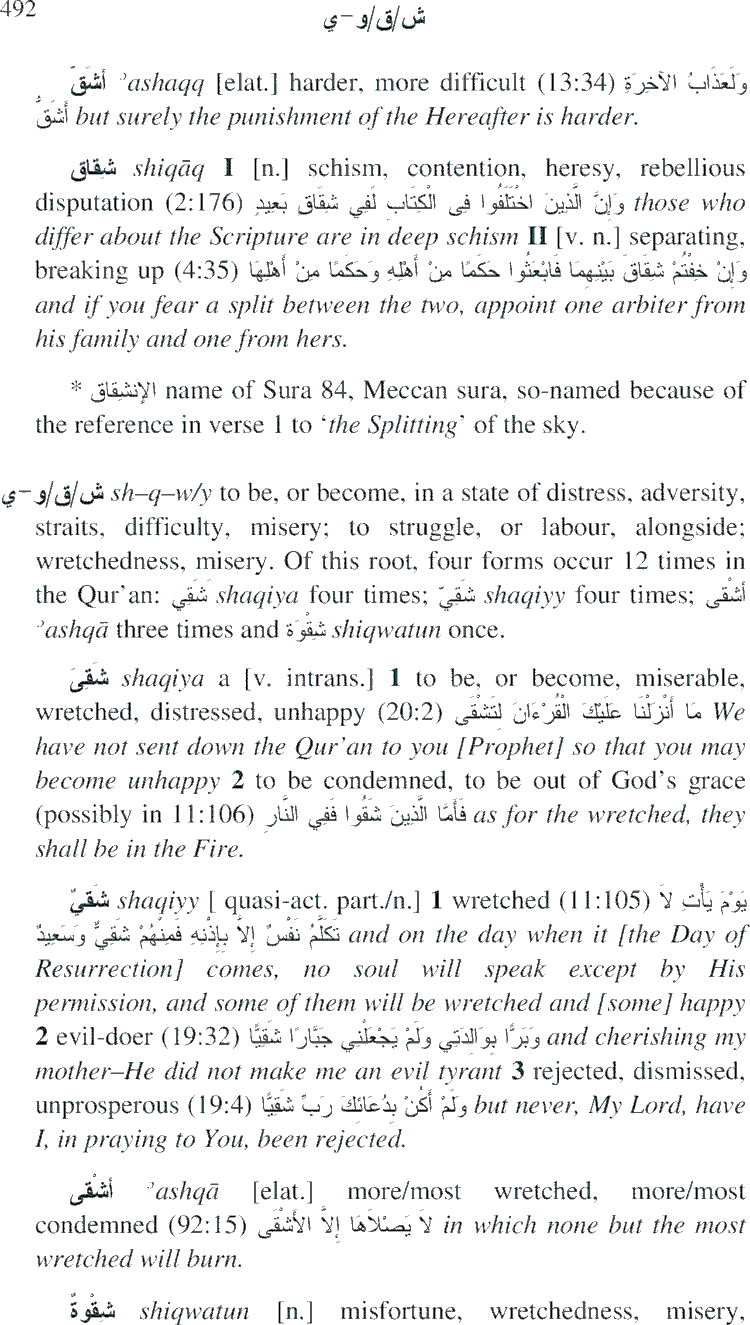 492
ش/ق/و-ي
أَشَقّ ʾashaqq [elat.] harder, more difficult (13:34) وَلَعَذَابُ الآخِرَةِ
أَشَقُّ but surely the punishment of the Hereafter is harder.
شِقاق shiqāq I [n.] schism, contention, heresy, rebellious
disputation (2:176) وَإِنَّ الَّذِينَ اخْتَلَفُوا فِى الْكِتَابِ لَفِي شِقَاقٍ بَعِيدٍ those who
differ about the Scripture are in deep schism II [v. n.] separating,
breaking up (4:35) وَإِنْ خِفْتُمْ شِقَاقَ بَيْنِهِمَا فَابْعَثُوا حَكَمًا مِنْ أَهْلِهِ وَحَكَمًا مِنْ أَهْلِهَا
and if you fear a split between the two, appoint one arbiter from
his family and one from hers.
* الإنشِقاق name of Sura 84, Meccan sura, so-named because of
the reference in verse 1 to ‘the Splitting’ of the sky.
ش/ق/و-ي sh–q–w/y to be, or become, in a state of distress, adversity,
straits, difficulty, misery; to struggle, or labour, alongside;
wretchedness, misery. Of this root, four forms occur 12 times in
the Qur’an: شَقِيَ shaqiya four times; شَقِيّ shaqiyy four times; أَشْقى
ʾashqā three times and شِقْوَة shiqwatun once.
شَقِيَ shaqiya a [v. intrans.] 1 to be, or become, miserable,
wretched, distressed, unhappy (20:2) مَا أَنْزَلْنَا عَلَيْكَ الْقُرْءَانَ لِتَشْقَى We
have not sent down the Qur’an to you [Prophet] so that you may
become unhappy 2 to be condemned, to be out of God’s grace
(possibly in 11:106) فَأَمَّا الَّذِينَ شَقُوا فَفِي النَّارِ as for the wretched, they
shall be in the Fire.
شَقيٌّ shaqiyy [ quasi-act. part./n.] 1 wretched (11:105) يَوْمَ يَأْتِ لاَ
تَكَلَّمُ نَفْسٌ إِلاَّ بِإِذْنِهِ فَمِنْهُمْ شَقِيٌّ وَسَعِيدٌ and on the day when it [the Day of
Resurrection] comes, no soul will speak except by His
permission, and some of them will be wretched and [some] happy
2 evil-doer (19:32) وَبَرًّا بِوَالِدَتِي وَلَمْ يَجْعَلْنِي جَبَّارًا شَقِيًّا and cherishing my
mother–He did not make me an evil tyrant 3 rejected, dismissed,
unprosperous (19:4) وَلَمْ أَكُنْ بِدُعَائِكَ رَبِّ شَقِيًّا but never, My Lord, have
I, in praying to You, been rejected.
أَشْقى ʾashqā [elat.] more/most wretched, more/most
condemned (92:15) لاَ يَصْلاَهَا إِلاَّ الأَشْقَى in which none but the most
wretched will burn.
شِقْوةٌ shiqwatun [n.] misfortune, wretchedness, misery,